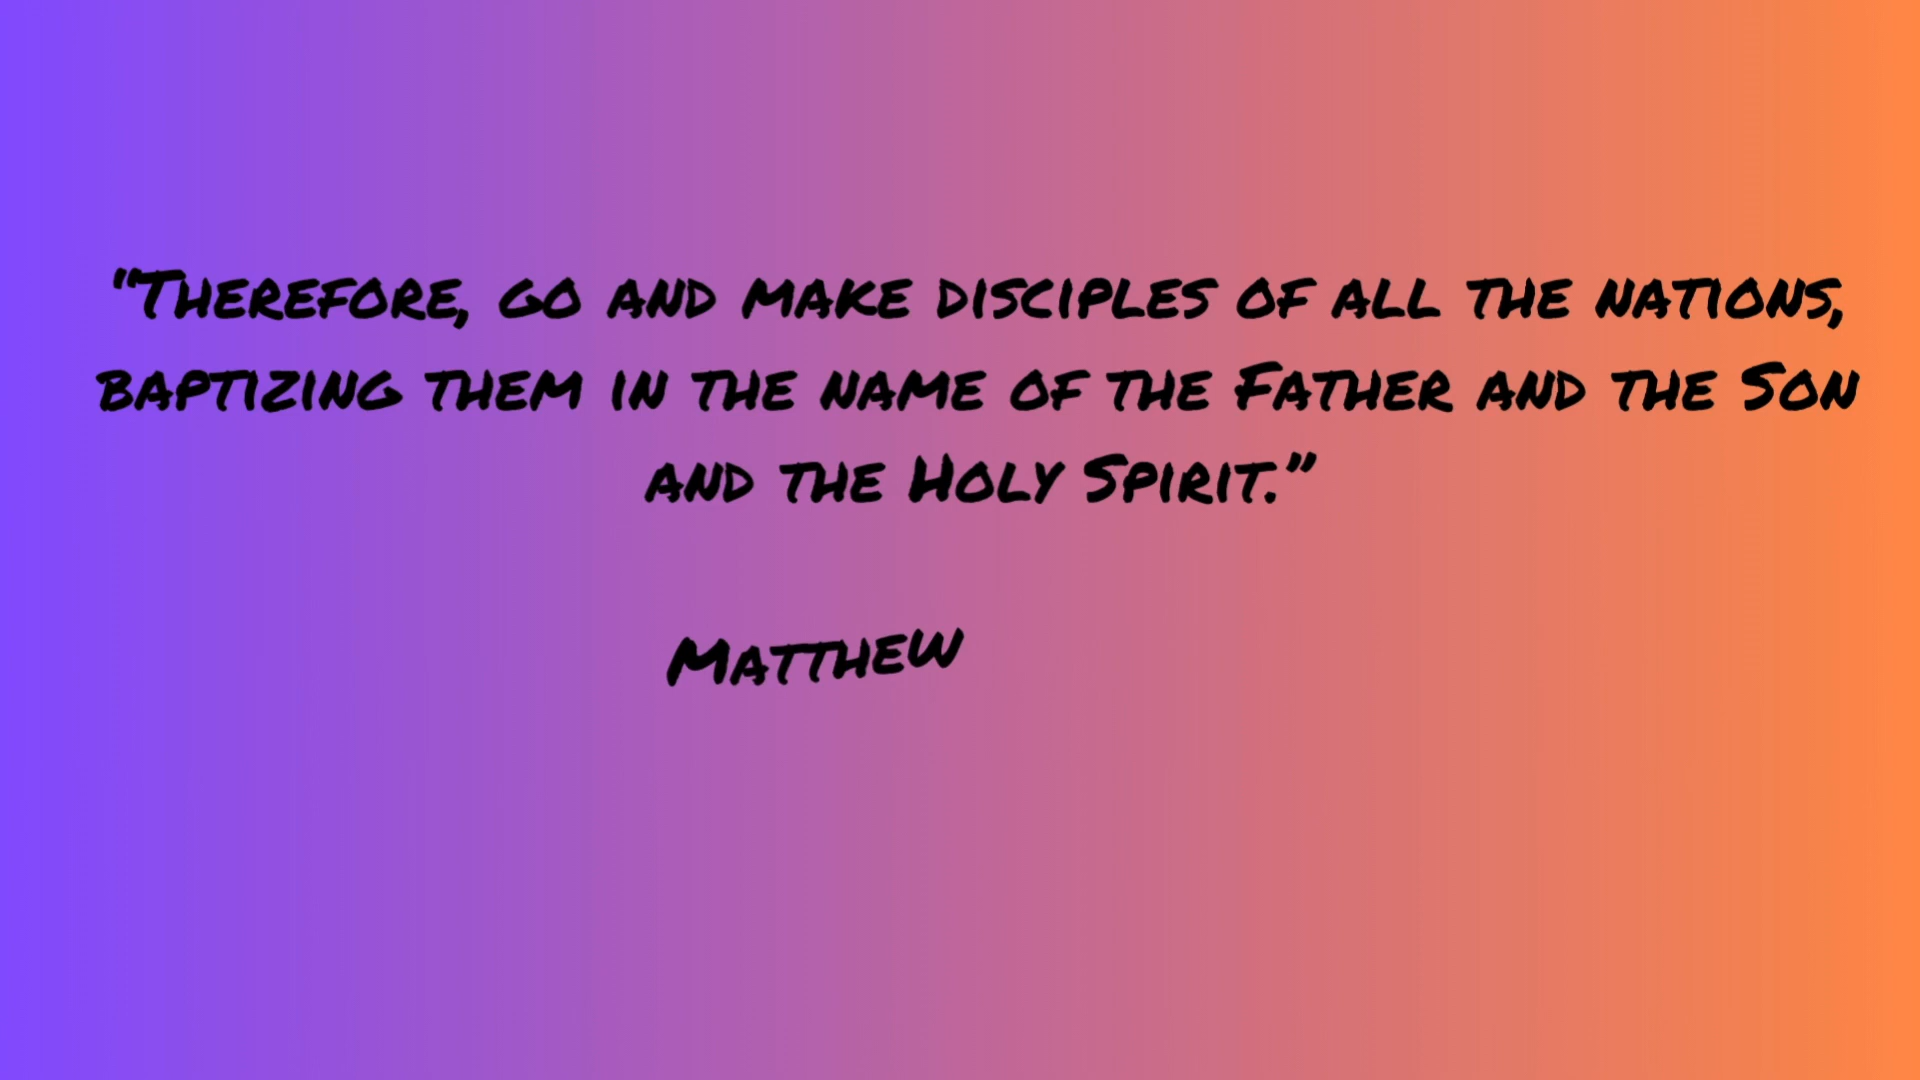 “Therefore, go and make disciples of all the nations,
baptizing them in the name of the Father and the Son
and the Holy Spirit.”
Matthew